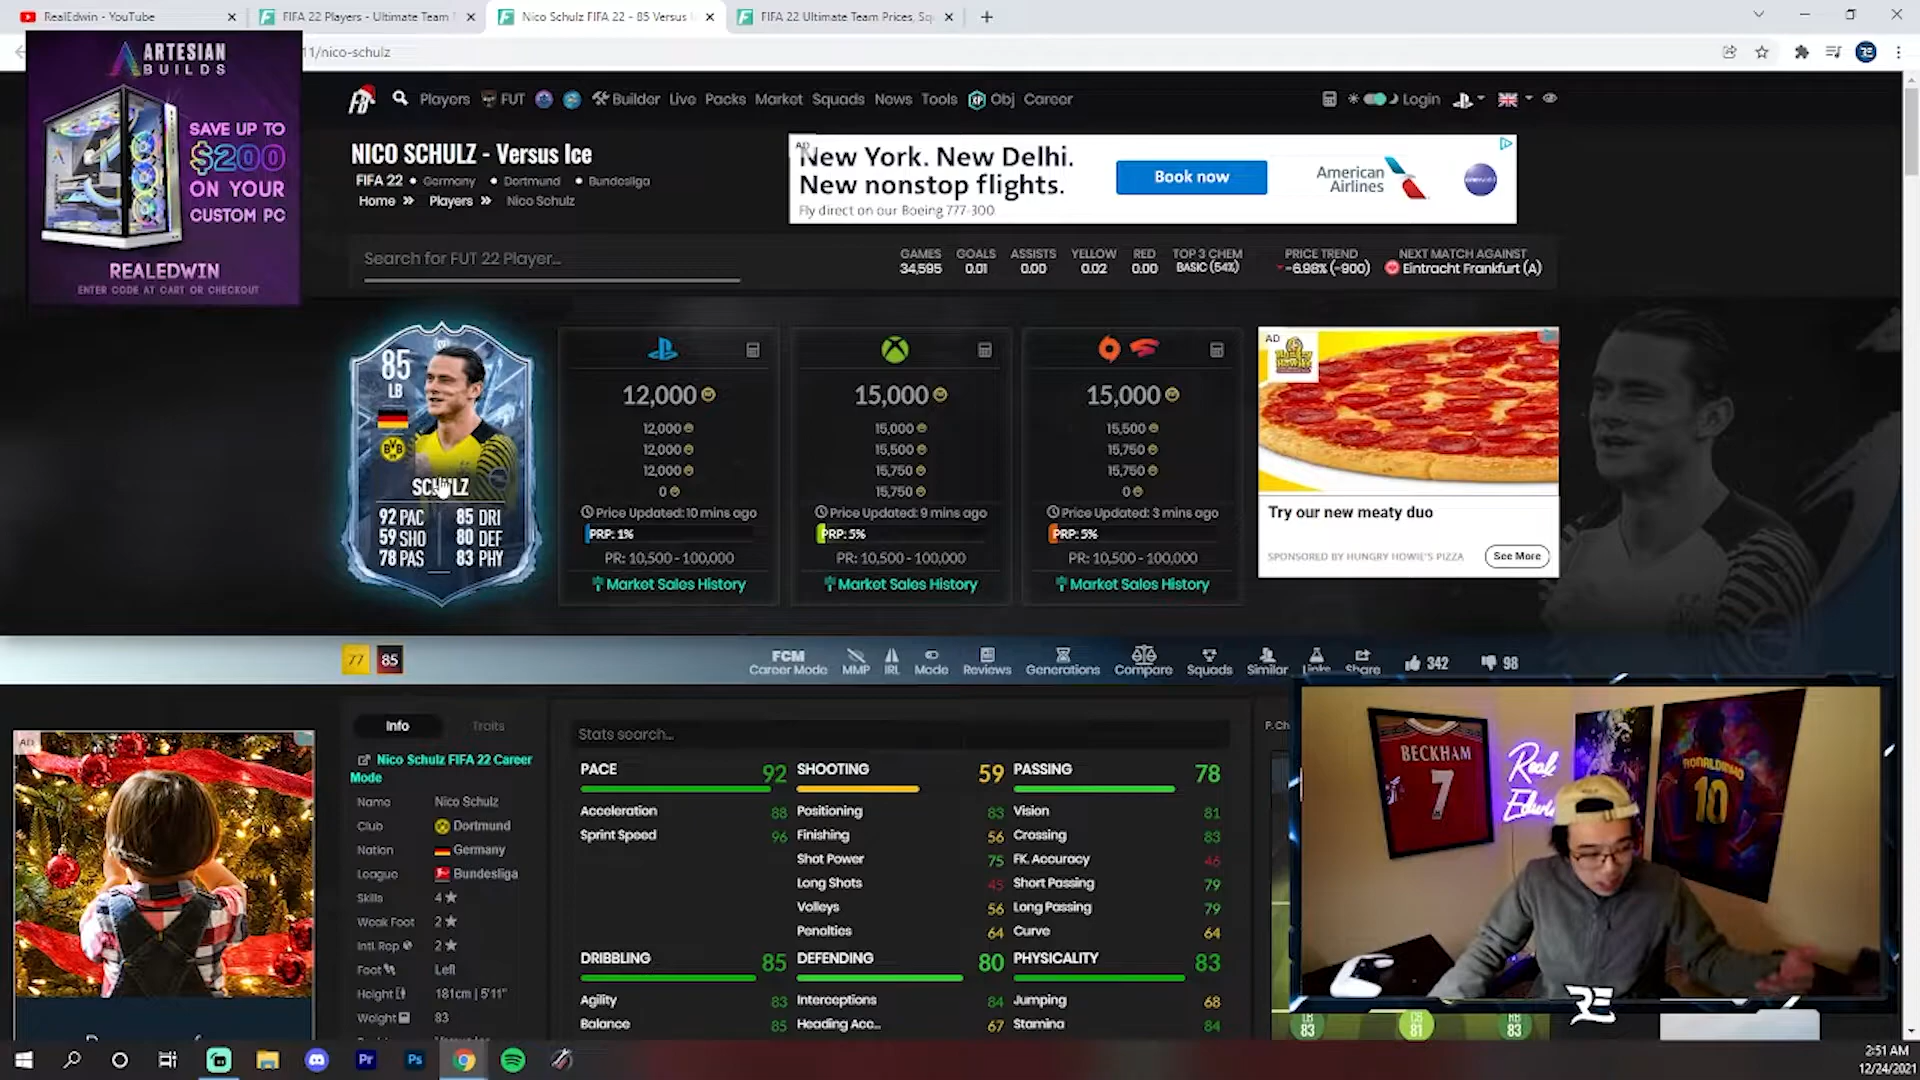 RealEdwin - YouTube
FIFA 22 Players - Ultimate Team
Nico Schulz FIFA 22 - 85 Versus
FIFA 22 Ultimate Team Prices, Sq
11/nico-schulz
ARTESIAN
BUILDS
SAVE UP TO
$200
ON YOUR
CUSTOM PC
REALEDWIN
ENTER CODE AT CART OR CHECKOUT
Players FUT Builder Live Packs Market Squads News Tools Obj Career
Login
NICO SCHULZ - Versus Ice
FIFA 22 • Germany • Dortmund • Bundesliga
Home » Players » Nico Schulz
AD
New York. New Delhi.
New nonstop flights.
Fly direct on our Boeing 777-300
Book now
American
Airlines
oneworld
Search for FUT 22 Player...
GAMES GOALS ASSISTS YELLOW RED TOP 3 CHEM PRICE TREND NEXT MATCH AGAINST
34,595 0.01 0.00 0.02 0.00 BASIC (54%) -6.98% (-900) Eintracht Frankfurt (A)
85
LB
BVB
SCHULZ
92 PAC 85 DRI
59 SHO 80 DEF
78 PAS 83 PHY
12,000
12,000
12,000
12,000
0
Price Updated: 10 mins ago
PRP: 1%
PR: 10,500 - 100,000
Market Sales History
15,000
15,000
15,500
15,750
15,750
Price Updated: 9 mins ago
PRP: 5%
PR: 10,500 - 100,000
Market Sales History
15,000
15,500
15,750
15,750
0
Price Updated: 3 mins ago
PRP: 5%
PR: 10,500 - 100,000
Market Sales History
AD
Try our new meaty duo
SPONSORED BY HUNGRY HOWIE'S PIZZA
See More
77 85
FCM
Career Mode MMP IRL Mode Reviews Generations Compare Squads Similar Links Share 342 98
AD
Info Traits
Nico Schulz FIFA 22 Career
Mode
Name Nico Schulz
Club Dortmund
Nation Germany
League Bundesliga
Skills 4
Weak Foot 2
Intl. Rep 2
Foot Left
Height 181cm | 5'11"
Weight 83
Stats search...
PACE 92
Acceleration 88
Sprint Speed 96
SHOOTING 59
Positioning 83
Finishing 56
Shot Power 75
Long Shots 45
Volleys 56
Penalties 64
PASSING 78
Vision 81
Crossing 83
FK. Accuracy 46
Short Passing 79
Long Passing 79
Curve 64
DRIBBLING 85
Agility 83
Balance 85
DEFENDING 80
Interceptions 84
Heading Acc... 67
PHYSICALITY 83
Jumping 68
Stamina 84
P. Ch
BECKHAM
7
Real
Edwin
RONALDINHO
10
RE
LB
83
CB
81
RB
83
2:51 AM
12/24/2021